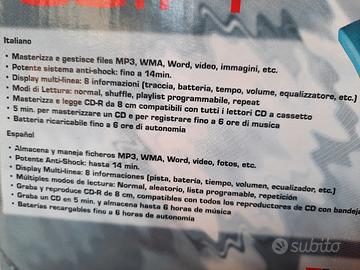 Italiano
• Masterizza e gestisce files MP3, WMA, Word, video, immagini, etc.
• Potente sistema anti-shock: fino a 14min.
• Display multi-linea: 8 informazioni (traccia, batteria, tempo, volume, equalizzatore, etc.)
• Modi di Lettura: normal, shuffle, playlist programmabile, repeat
• Masterizza e legge CD-R da 8cm compatibili con tutti i lettori CD a cassetto
• 5 min. per masterizzare un CD e per registrare fino a 6 ore di musica
• Batteria ricaricabile fino a 6 ore di autonomia
Español
• Almacena y maneja ficheros MP3, WMA, Word, video, fotos, etc.
• Potente Anti-Shock: hasta 14 min.
• Display Multi-linea: 8 informaciones (pista, batería, tiempo, volumen, ecualizador, etc.)
• Múltiples modos de lectura: Normal, aleatorio, lista programable, repetición
• Graba y reproduce CD-R de 8 cm, compatibles con todos los reproductores de CD con bandeja
• Graba un CD en 5 min. y almacena hasta 6 horas de música
• Baterías recargables fino a 6 horas de autonomía
subito